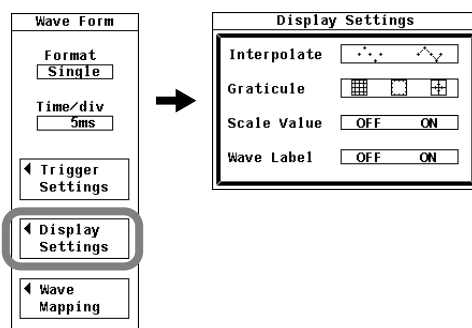 Wave Form
Format
Single
Time/div
5ms
Trigger
Settings
Display
Settings
Wave
Mapping
Display Settings
Interpolate
Graticule
Scale Value OFF ON
Wave Label OFF ON